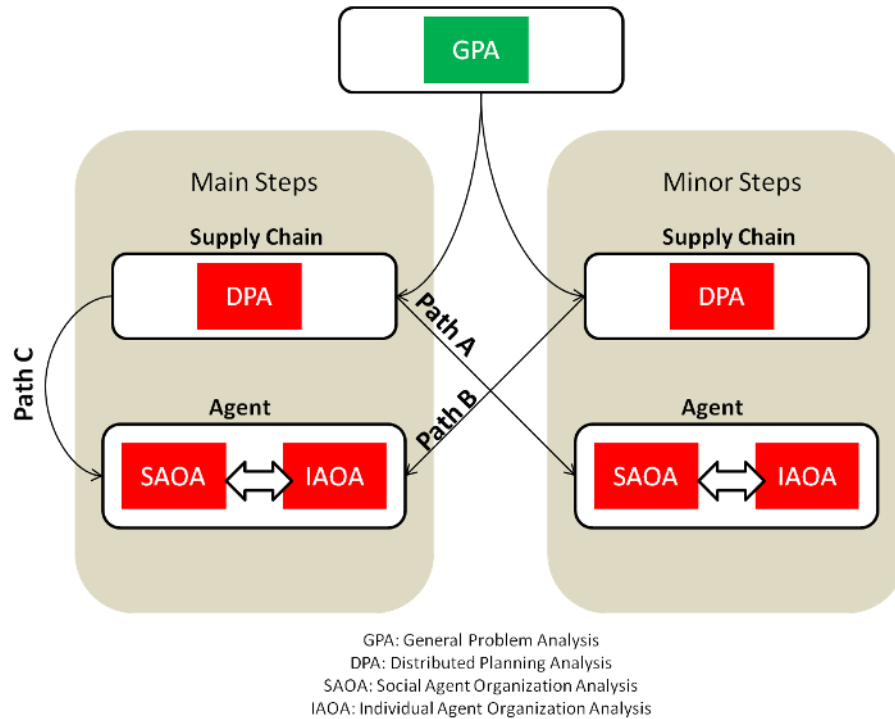 GPA
Main Steps
Minor Steps
Supply Chain
Supply Chain
DPA
DPA
Path A
Path B
Path C
Agent
Agent
SAOA
IAOA
SAOA
IAOA
GPA: General Problem Analysis
DPA: Distributed Planning Analysis
SAOA: Social Agent Organization Analysis
IAOA: Individual Agent Organization Analysis